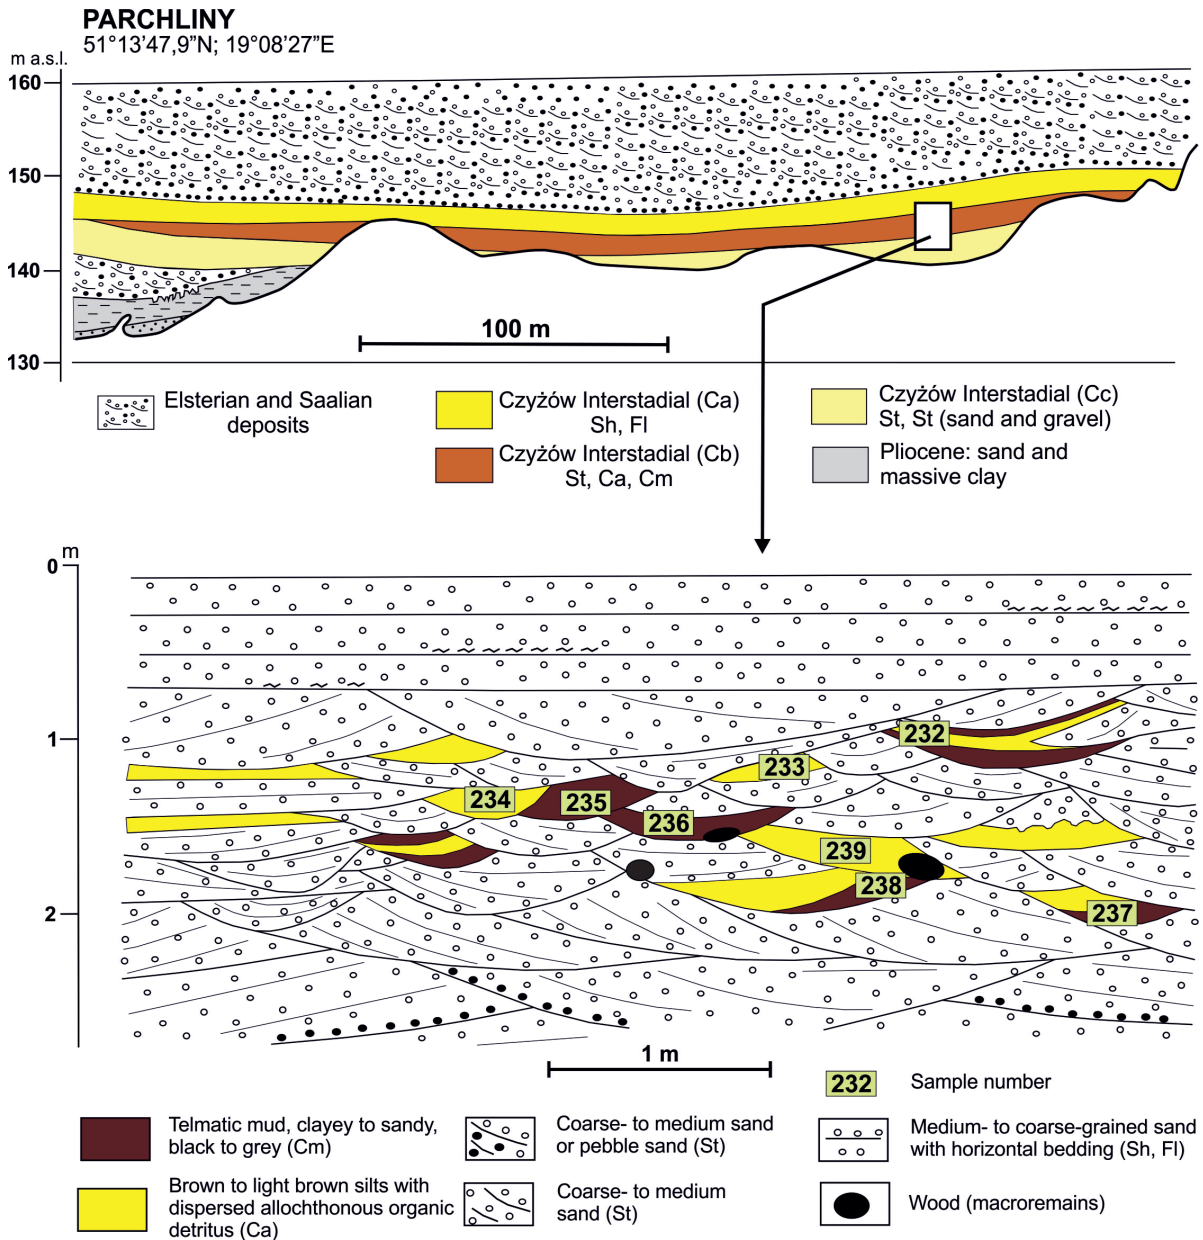 PARCHLINY
51°13'47,9”N; 19°08'27”E
m a.s.l.
160
150
140
130
100 m
Elsterian and Saalian
deposits
Czyżów Interstadial (Ca)
Sh, Fl
Czyżów Interstadial (Cb)
St, Ca, Cm
Czyżów Interstadial (Cc)
St, St (sand and gravel)
Pliocene: sand and
massive clay
m
0
1
2
232
233
234
235
236
239
238
237
1 m
232
Sample number
Telmatic mud, clayey to sandy,
black to grey (Cm)
Coarse- to medium sand
or pebble sand (St)
Medium- to coarse-grained sand
with horizontal bedding (Sh, Fl)
Brown to light brown silts with
dispersed allochthonous organic
detritus (Ca)
Coarse- to medium
sand (St)
Wood (macroremains)